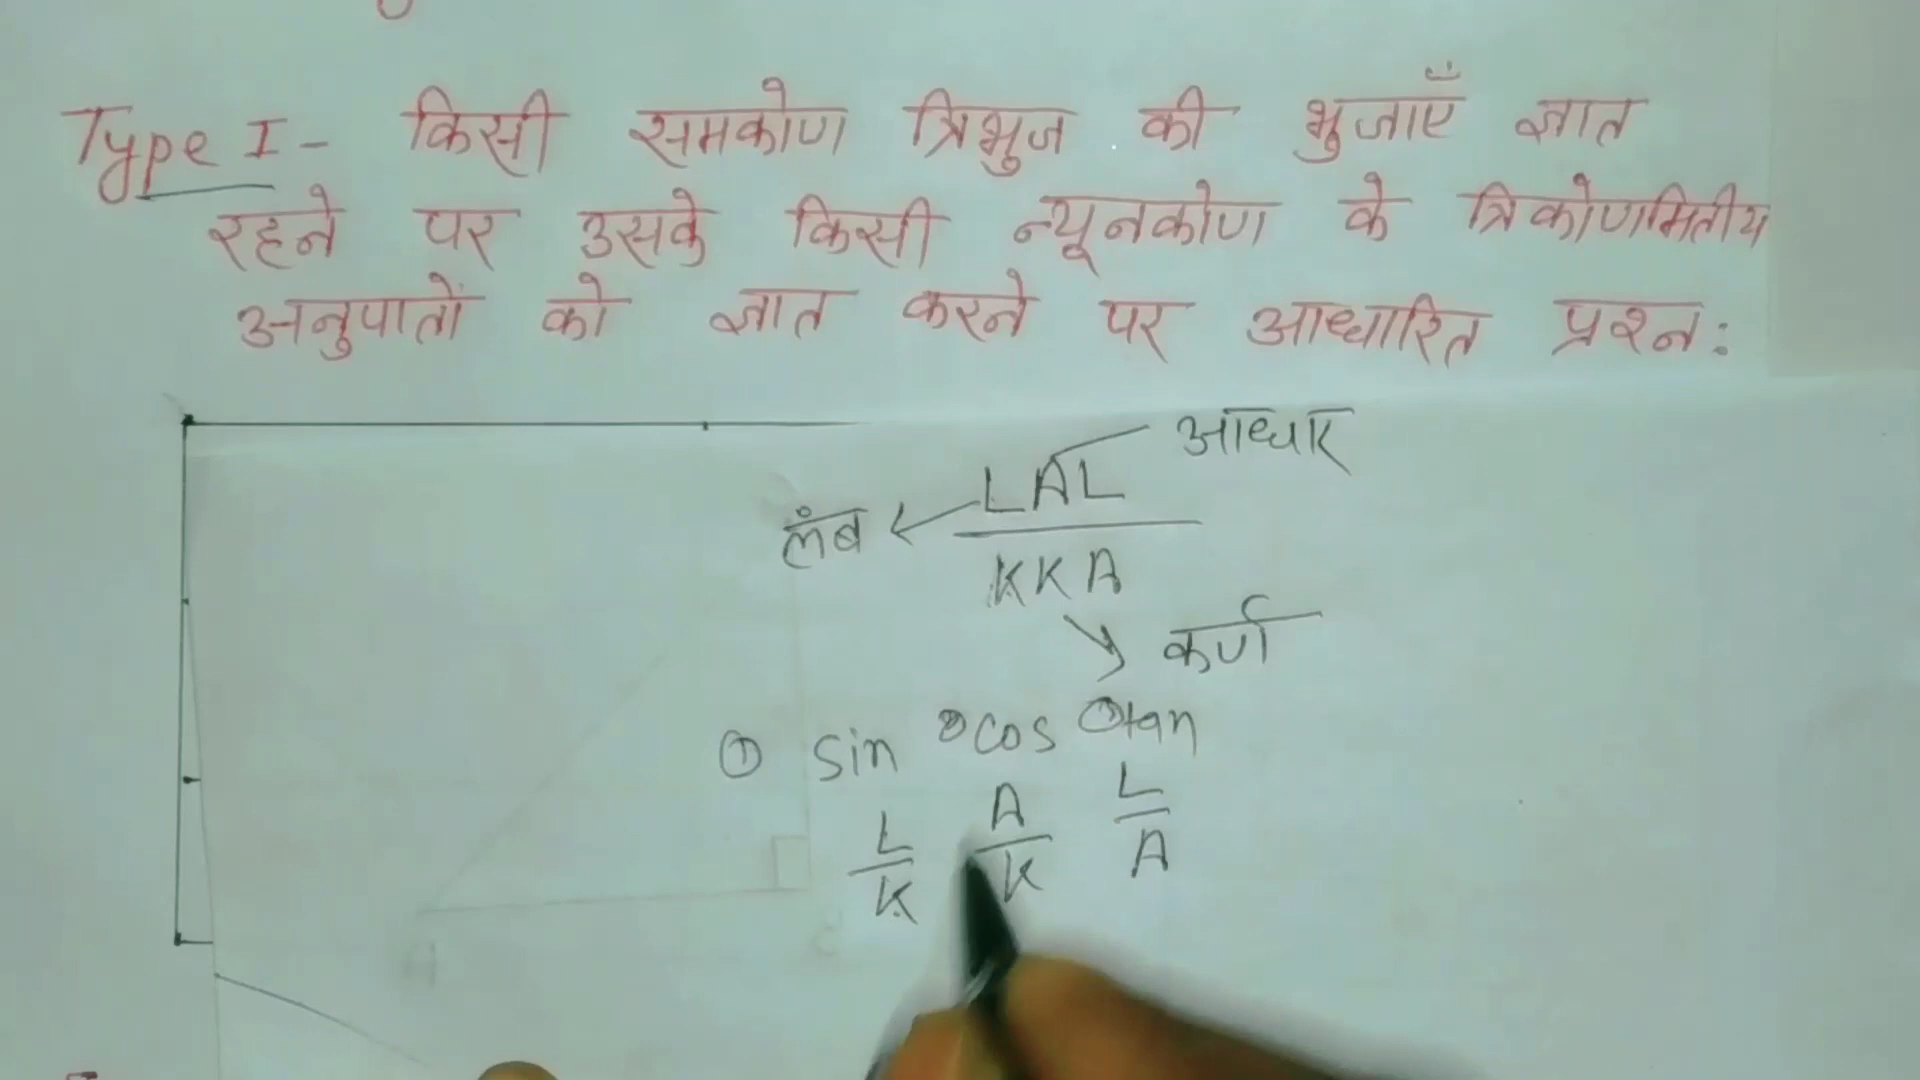 Type I - किसी समकोण त्रिभुज की भुजाएँ ज्ञात
रहने पर उसके किसी न्यूनकोण के त्रिकोणमितीय
अनुपातों को ज्ञात करने पर आधारित प्रश्न:
आधार
LAL
लंब
KKA
कर्ण
① sin ② cos ③ tan
L/K A/K L/A